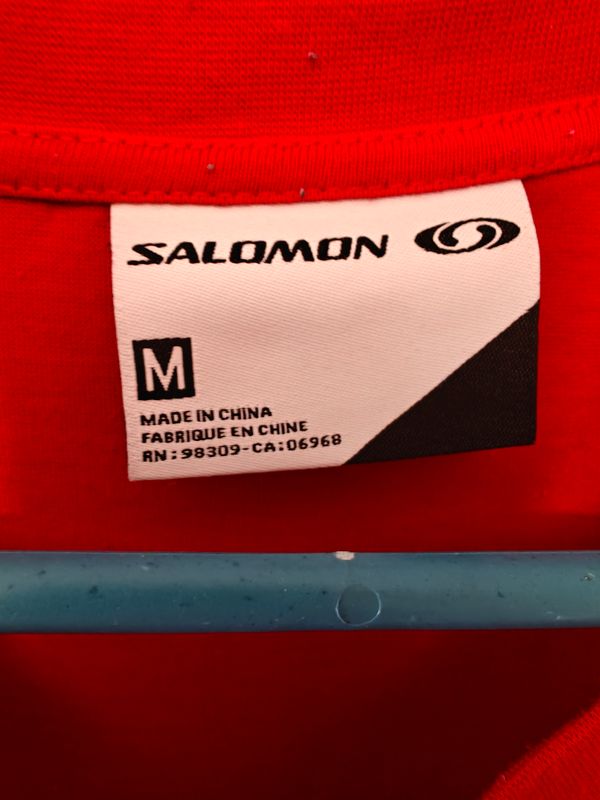 SALOMON
M
MADE IN CHINA
FABRIQUE EN CHINE
RN:98309-CA:06968